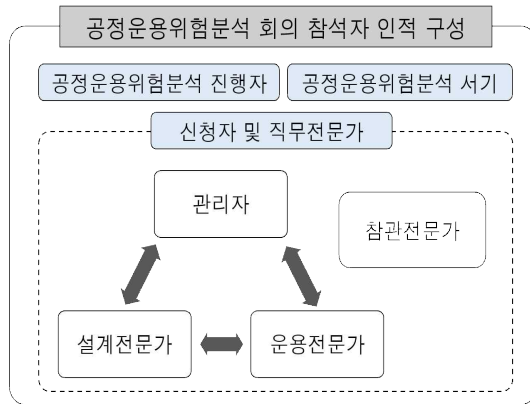 공정운용위험분석 회의 참석자 인적 구성
공정운용위험분석 진행자
공정운용위험분석 서기
신청자 및 직무전문가
관리자
참관전문가
설계전문가
운용전문가